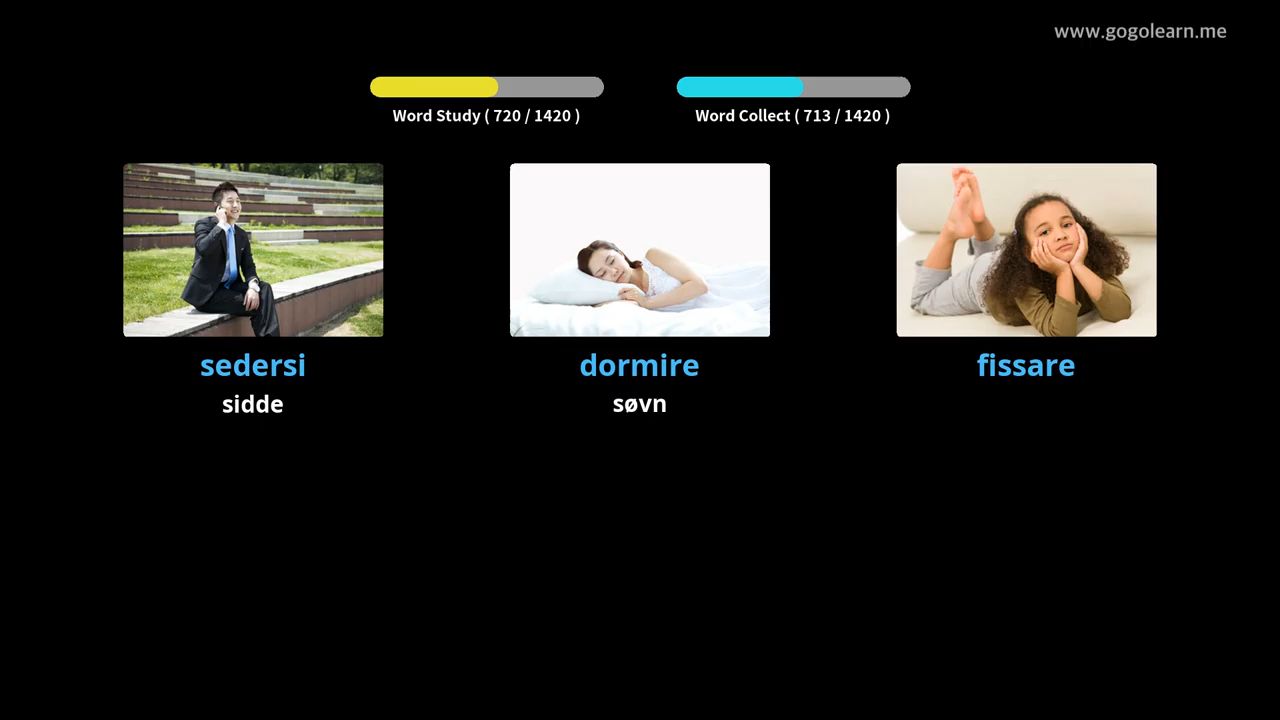 www.gogolearn.me
Word Study ( 720 / 1420 )
Word Collect ( 713 / 1420 )
sedersi
sidde
dormire
søvn
fissare